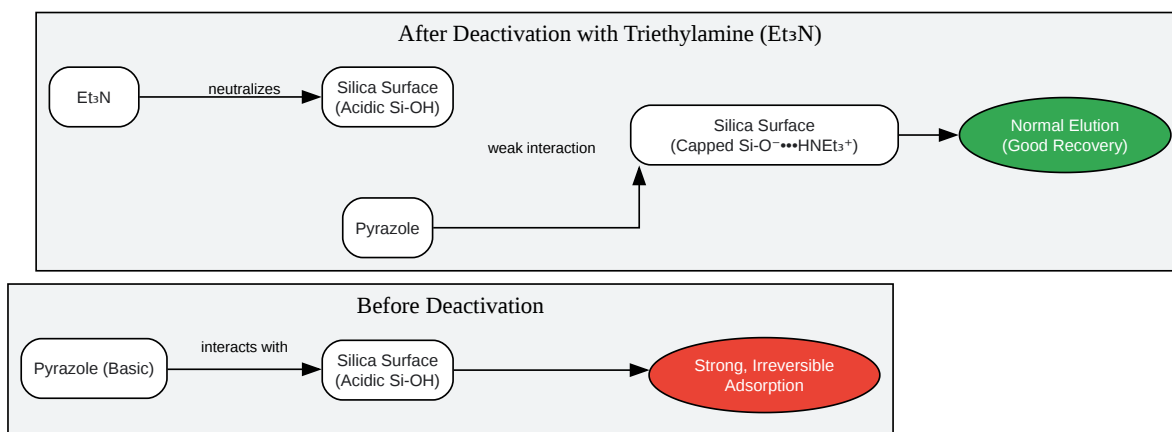 After Deactivation with Triethylamine (Et₃N)
Et₃N
neutralizes
Silica Surface
(Acidic Si-OH)
weak interaction
Silica Surface
(Capped Si-O⁻•••HNEt₃⁺)
Normal Elution
(Good Recovery)
Pyrazole
Before Deactivation
Pyrazole (Basic)
interacts with
Silica Surface
(Acidic Si-OH)
Strong, Irreversible
Adsorption